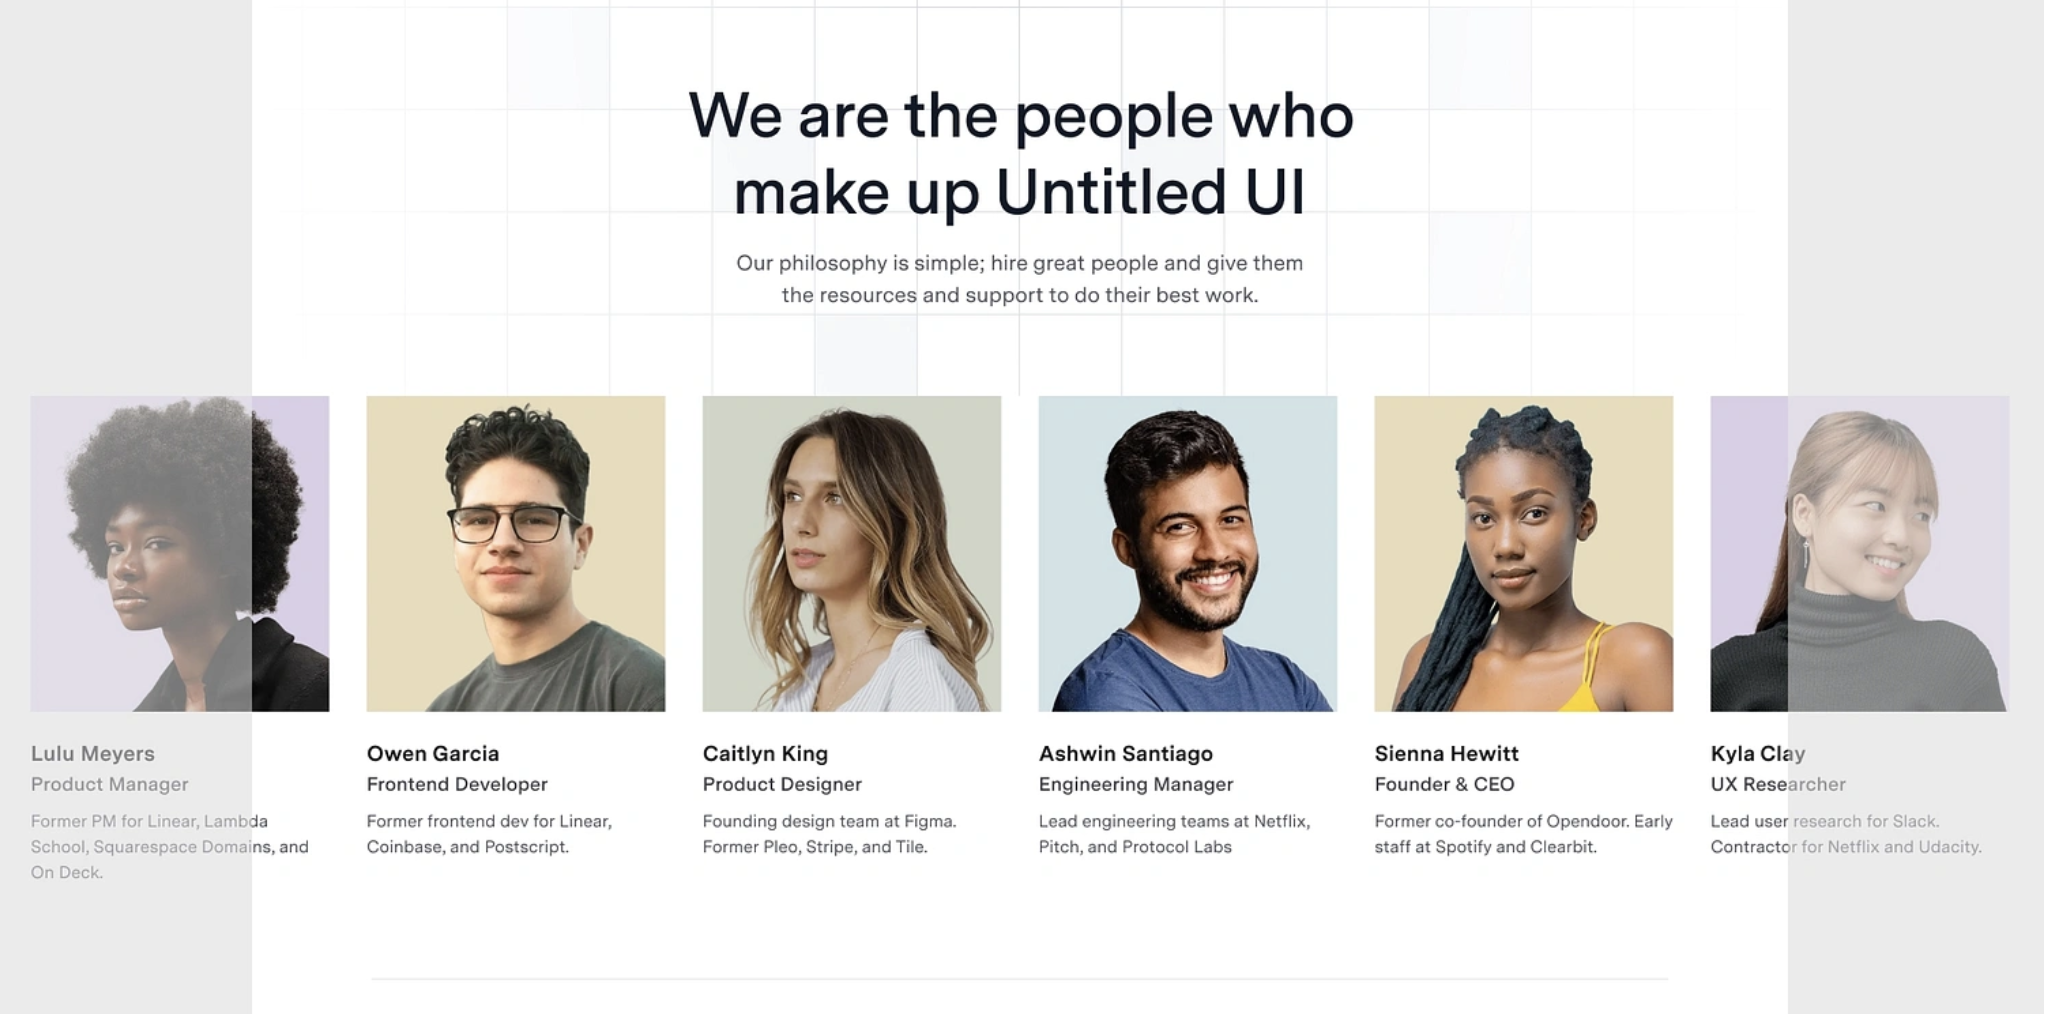 We are the people who
make up Untitled UI
Our philosophy is simple; hire great people and give them
the resources and support to do their best work.
Lulu Meyers
Product Manager
Former PM for Linear, Lambda
School, Squarespace Domains, and
On Deck.
Owen Garcia
Frontend Developer
Former frontend dev for Linear,
Coinbase, and Postscript.
Caitlyn King
Product Designer
Founding design team at Figma.
Former Pleo, Stripe, and Tile.
Ashwin Santiago
Engineering Manager
Lead engineering teams at Netflix,
Pitch, and Protocol Labs
Sienna Hewitt
Founder & CEO
Former co-founder of Opendoor. Early
staff at Spotify and Clearbit.
Kyla Clay
UX Researcher
Lead user research for Slack.
Contractor for Netflix and Udacity.